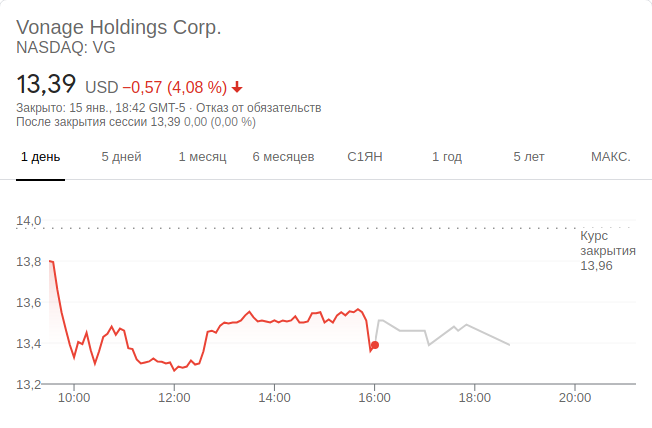 Vonage Holdings Corp.
NASDAQ: VG
13,39 USD −0,57 (4,08 %)
Закрыто: 15 янв., 18:42 GMT-5 · Отказ от обязательств
После закрытия сессии 13,39 0,00 (0,00 %)
1 день 5 дней 1 месяц 6 месяцев С1ЯН 1 год 5 лет МАКС.
14,0
Курс
закрытия
13,96
13,8
13,6
13,4
13,2
10:00 12:00 14:00 16:00 18:00 20:00